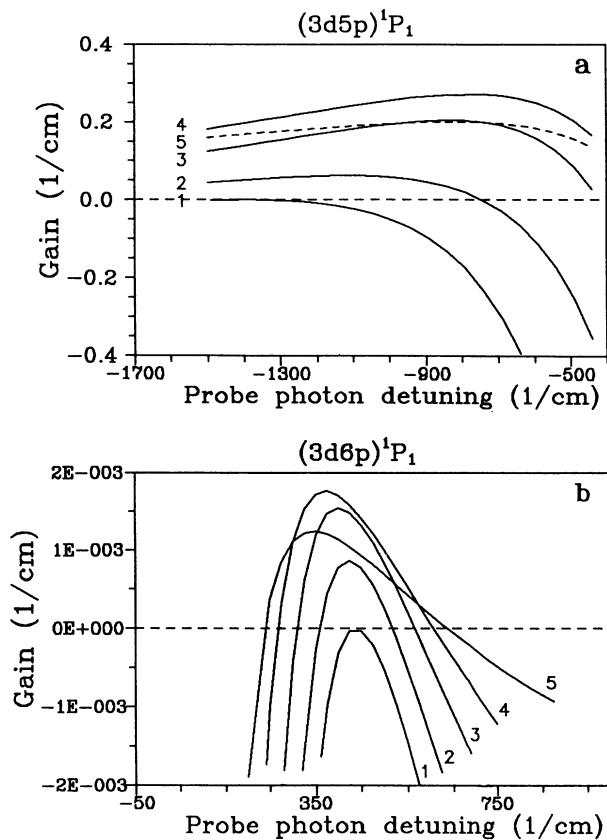 (3d5p)¹P₁
a
0.4
0.2
0.0
−0.2
−0.4
Gain (1/cm)
4
5
3
2
1
−1700
−1300
−900
−500
Probe photon detuning (1/cm)
(3d6p)¹P₁
b
2E−003
1E−003
0E+000
−1E−003
−2E−003
Gain (1/cm)
1
2
3
4
5
−50
350
750
Probe photon detuning (1/cm)